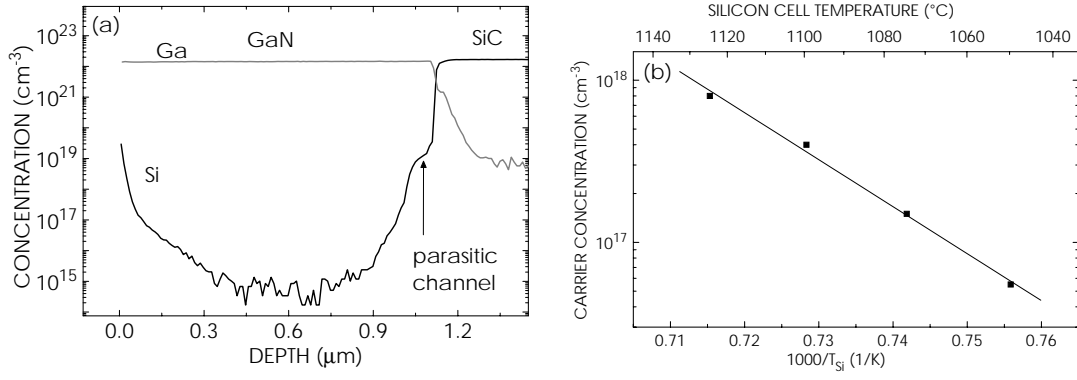 (a)
Ga
GaN
SiC
Si
parasitic
channel
CONCENTRATION (cm-3)
10^23
10^21
10^19
10^17
10^15
0.0 0.3 0.6 0.9 1.2
DEPTH (μm)
SILICON CELL TEMPERATURE (°C)
1140 1120 1100 1080 1060 1040
(b)
CARRIER CONCENTRATION (cm-3)
10^18
10^17
0.71 0.72 0.73 0.74 0.75 0.76
1000/T_Si (1/K)